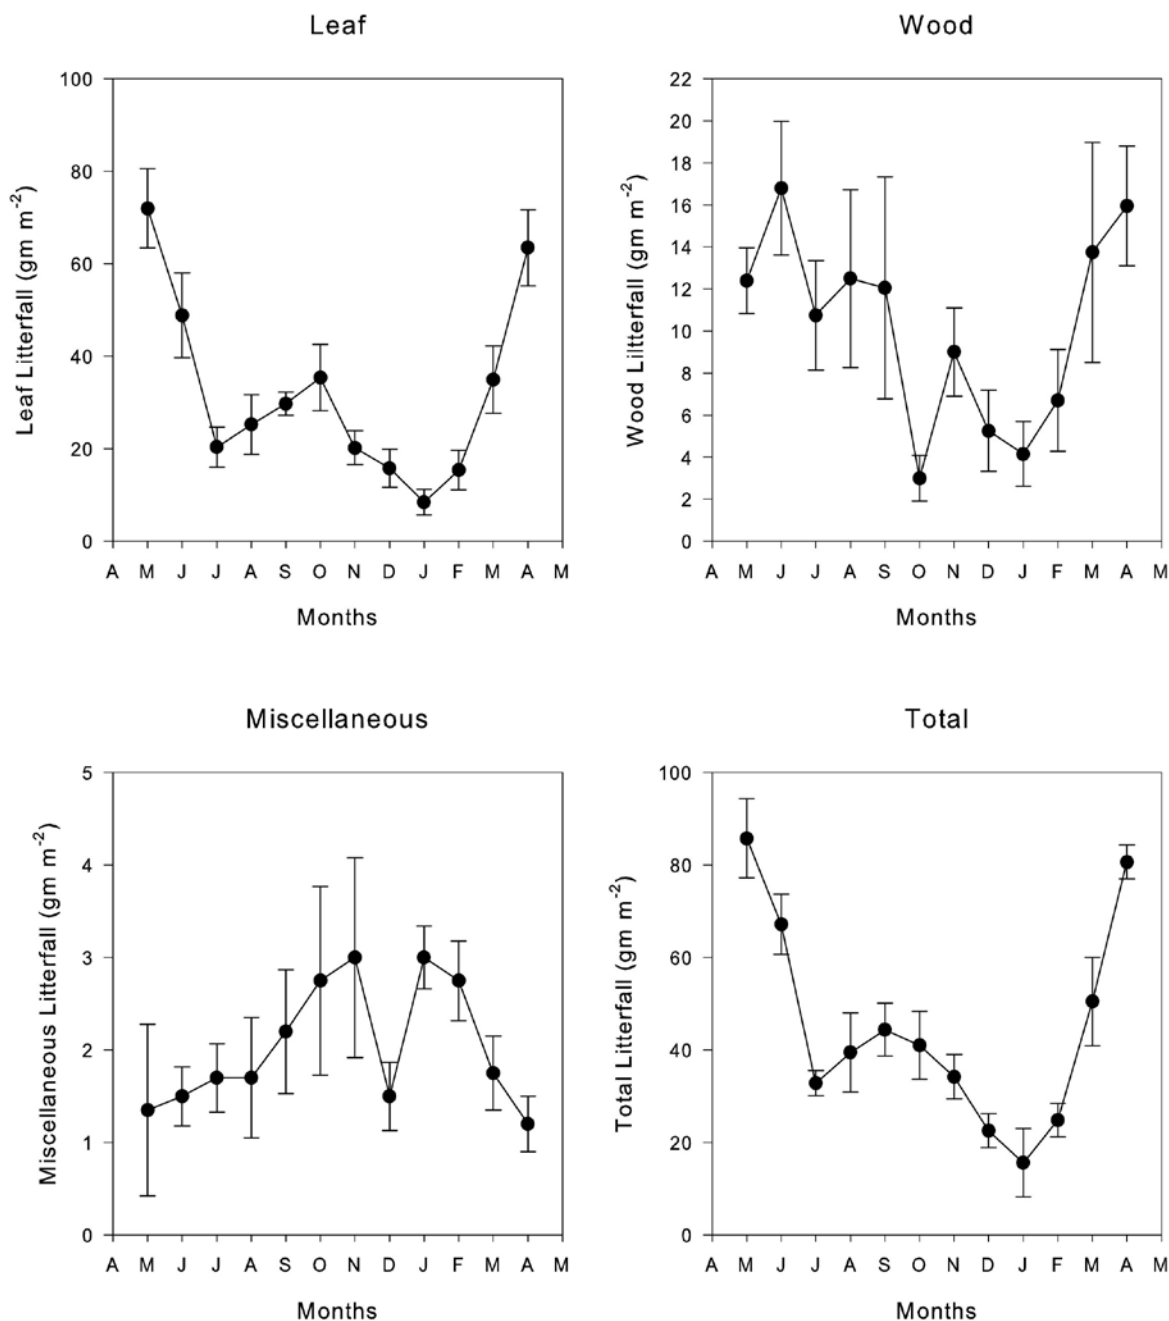 Leaf
100
80
60
40
20
0
Leaf Litterfall (gm m-2)
A M J J A S O N D J F M A M
Months
Wood
22
20
18
16
14
12
10
8
6
4
2
0
Wood Liltterfall (gm m-2)
A M J J A S O N D J F M A M
Months
Miscellaneous
5
4
3
2
1
0
Miscellaneous Litterfall (gm m-2)
A M J J A S O N D J F M A M
Months
Total
100
80
60
40
20
0
Total Litterfall (gm m-2)
A M J J A S O N D J F M A M
Months